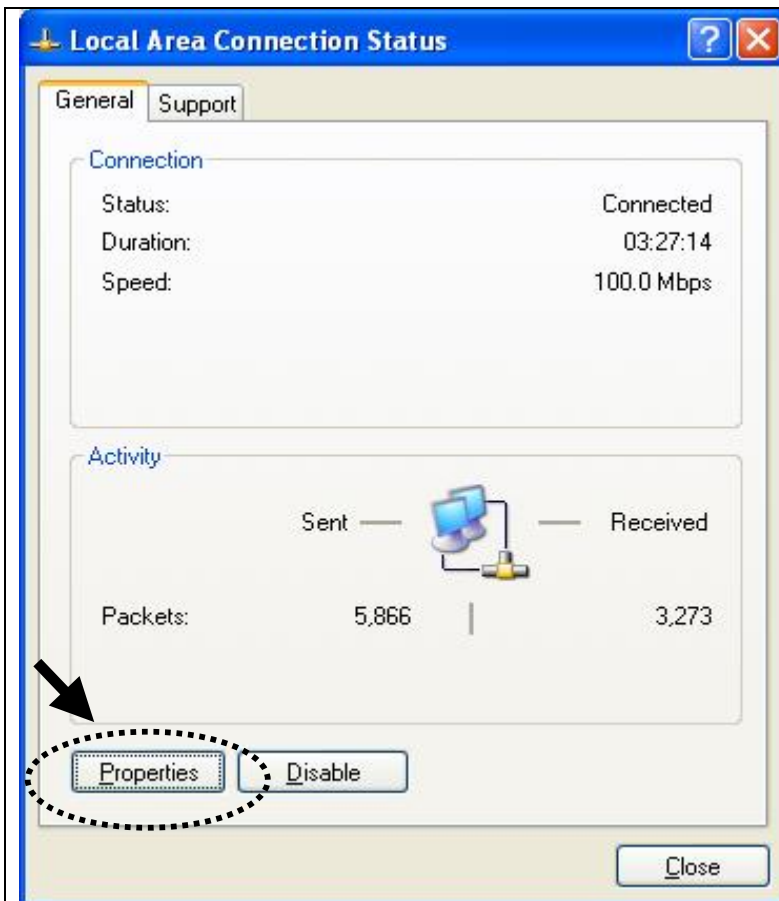 Local Area Connection Status
General Support
Connection
Status: Connected
Duration: 03:27:14
Speed: 100.0 Mbps
Activity
Sent Received
Packets: 5,866 3,273
Properties Disable
Close